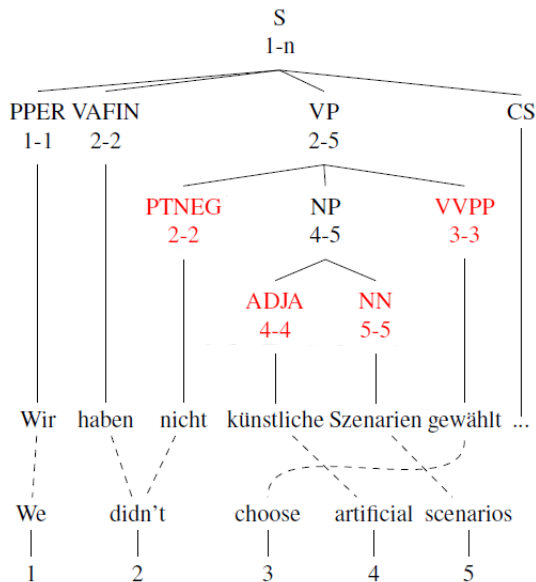 S
1-n
PPER VAFIN VP CS
1-1 2-2 2-5
PTNEG NP VVPP
2-2 4-5 3-3
ADJA NN
4-4 5-5
Wir haben nicht künstliche Szenarien gewählt ...
We didn't choose artificial scenarios
1 2 3 4 5